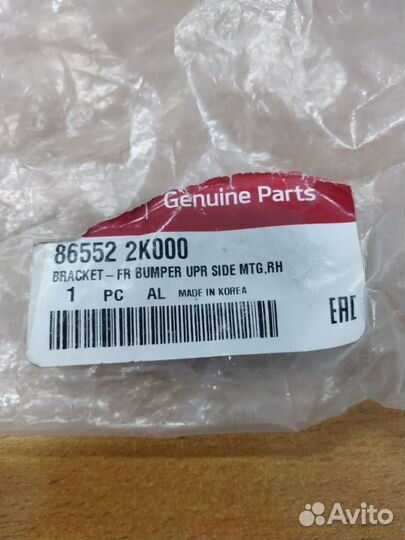 Genuine Parts
86552 2K000
BRACKET-FR BUMPER UPR SIDE MTG,RH
1 PC AL MADE IN KOREA
EAC
Avito